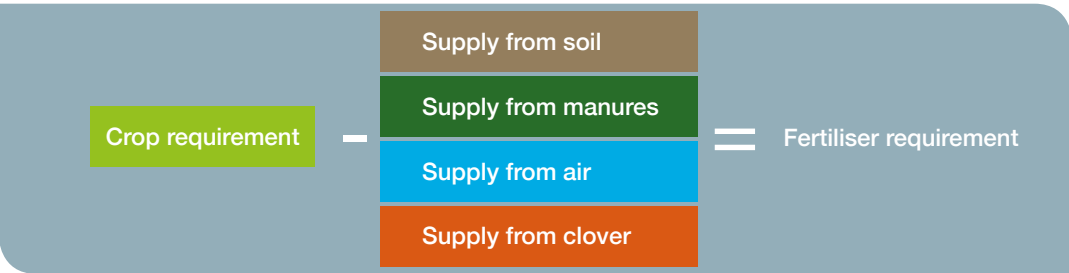 Supply from soil
Supply from manures
Crop requirement - = Fertiliser requirement
Supply from air
Supply from clover